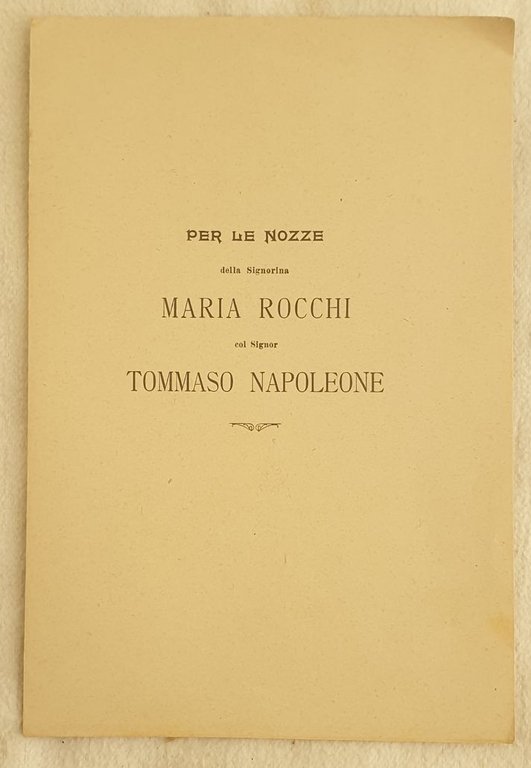 PER LE NOZZE
della Signorina
MARIA ROCCHI
col Signor
TOMMASO NAPOLEONE